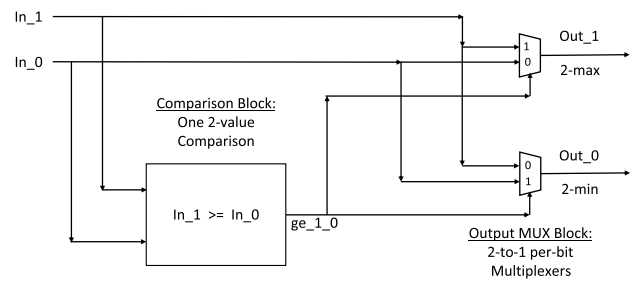 In_1
In_0
Out_1
1
0
2-max
Comparison Block:
One 2-value
Comparison
Out_0
0
1
2-min
In_1 >= In_0
ge_1_0
Output MUX Block:
2-to-1 per-bit
Multiplexers